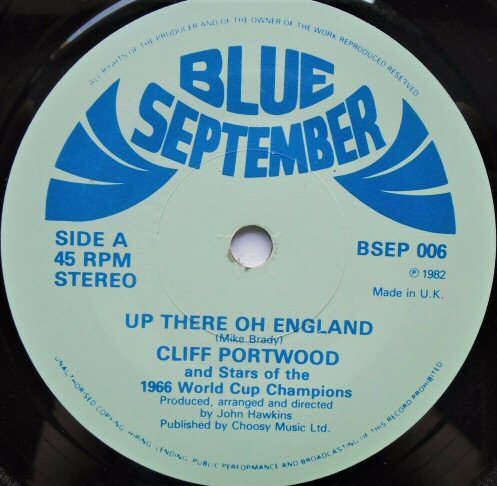 ALL RIGHTS OF THE PRODUCER AND OF THE OWNER OF THE WORK REPRODUCED RESERVED
BLUE
SEPTEMBER
SIDE A
45 RPM
STEREO
BSEP 006
℗ 1982
Made in U.K.
UP THERE OH ENGLAND
(Mike Brady)
CLIFF PORTWOOD
and Stars of the
1966 World Cup Champions
Produced, arranged and directed
by John Hawkins
Published by Choosy Music Ltd.
UNAUTHORISED COPYING, HIRING, LENDING, PUBLIC PERFORMANCE AND BROADCASTING OF THIS RECORD PROHIBITED